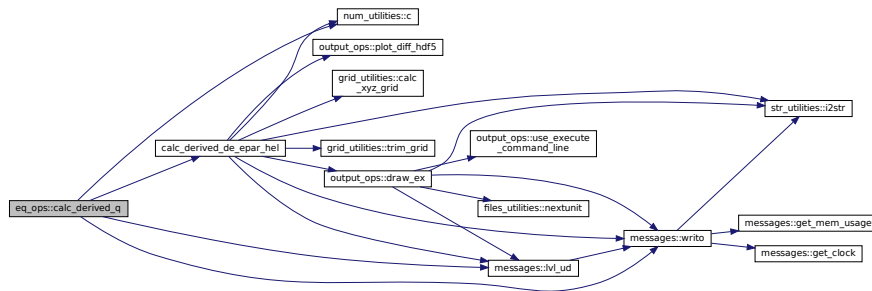 num_utilities::c
output_ops::plot_diff_hdf5
grid_utilities::calc
_xyz_grid
str_utilities::i2str
output_ops::use_execute
_command_line
calc_derived_de_epar_hel
grid_utilities::trim_grid
output_ops::draw_ex
eq_ops::calc_derived_q
files_utilities::nextunit
messages::get_mem_usage
messages::writo
messages::get_clock
messages::lvl_ud